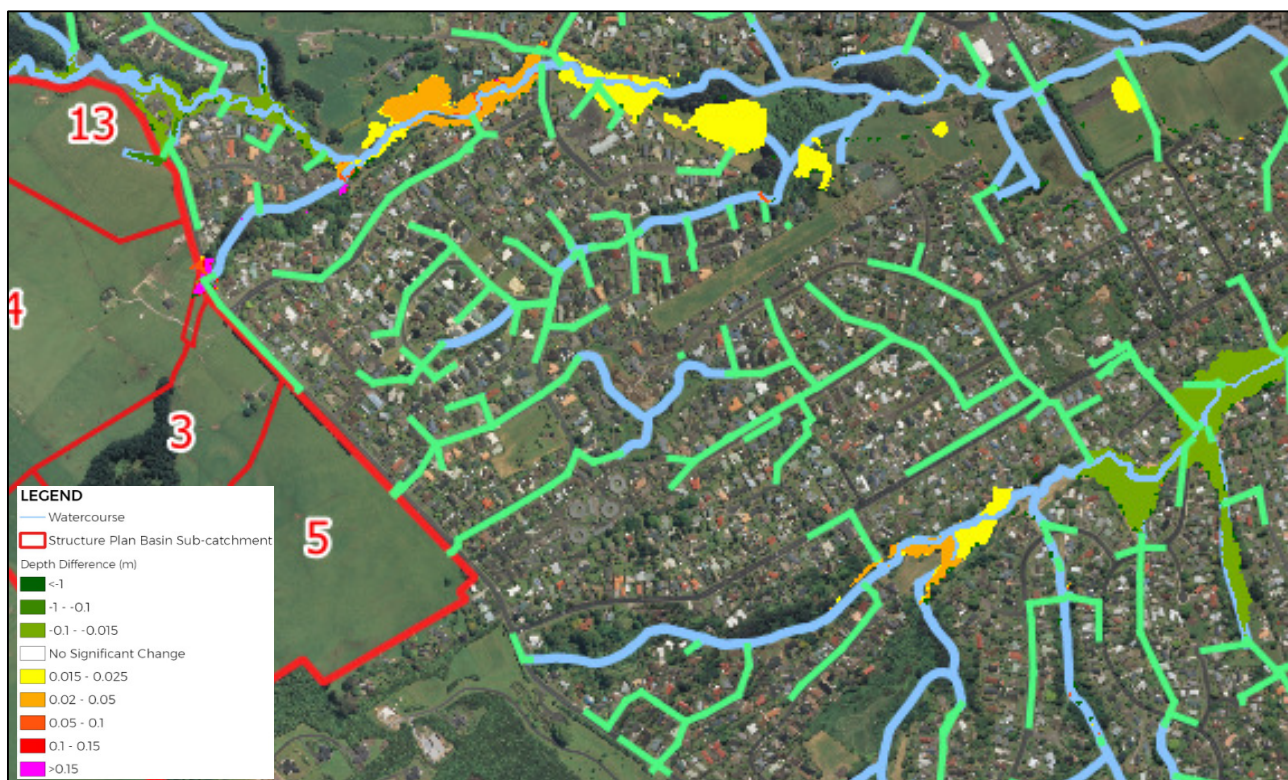 13
4
3
5
LEGEND
Watercourse
Structure Plan Basin Sub-catchment
Depth Difference (m)
<-1
-1 - -0.1
-0.1 - -0.015
No Significant Change
0.015 - 0.025
0.02 - 0.05
0.05 - 0.1
0.1 - 0.15
>0.15